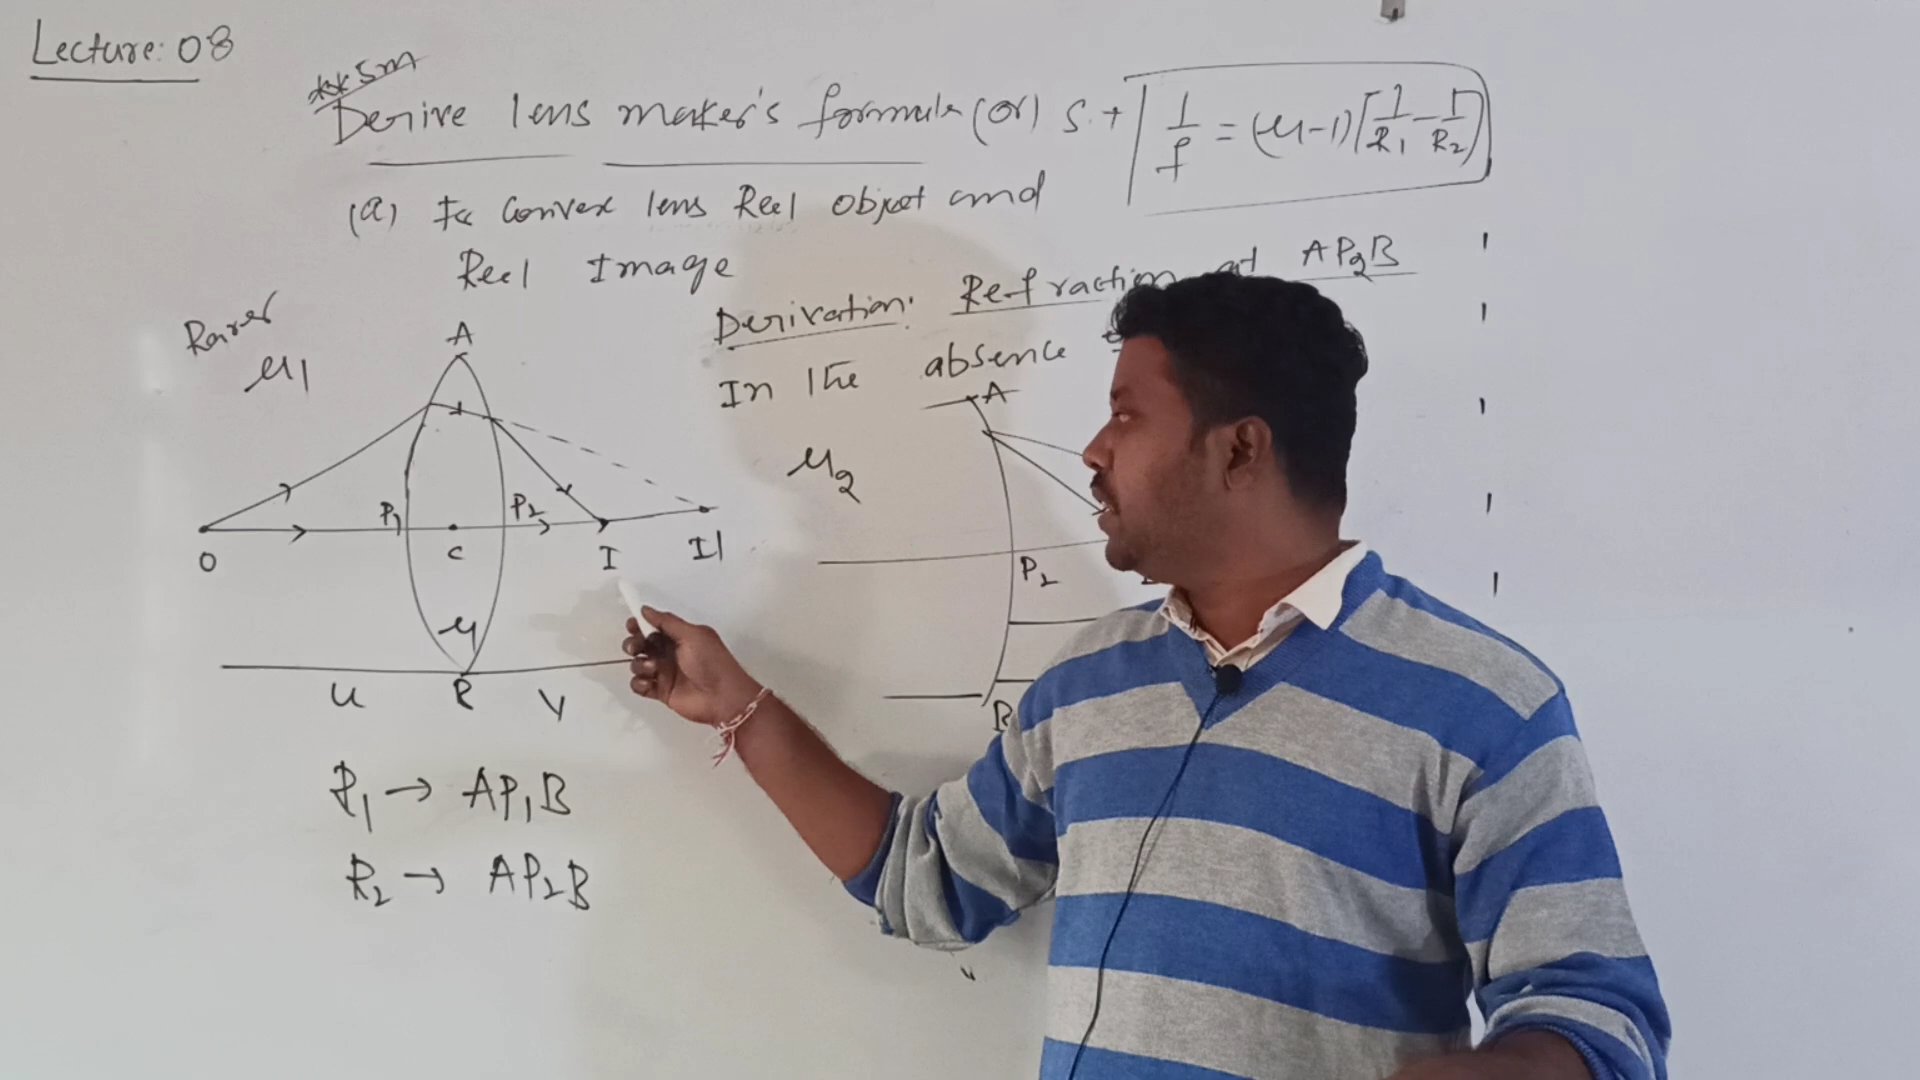 Lecture: 08
** 5m
Derive lens maker's formula (or) S.t 1/f = (μ-1)[1/R1 - 1/R2]
(a) For Convex lens Real object and
Real Image
Derivation: Refraction at AP2B
In the absence
Rarer
μ1
A
A
μ2
P1
P2
O
C
I
I1
P2
μ
u
R
v
B
R1 → AP1B
R2 → AP2B